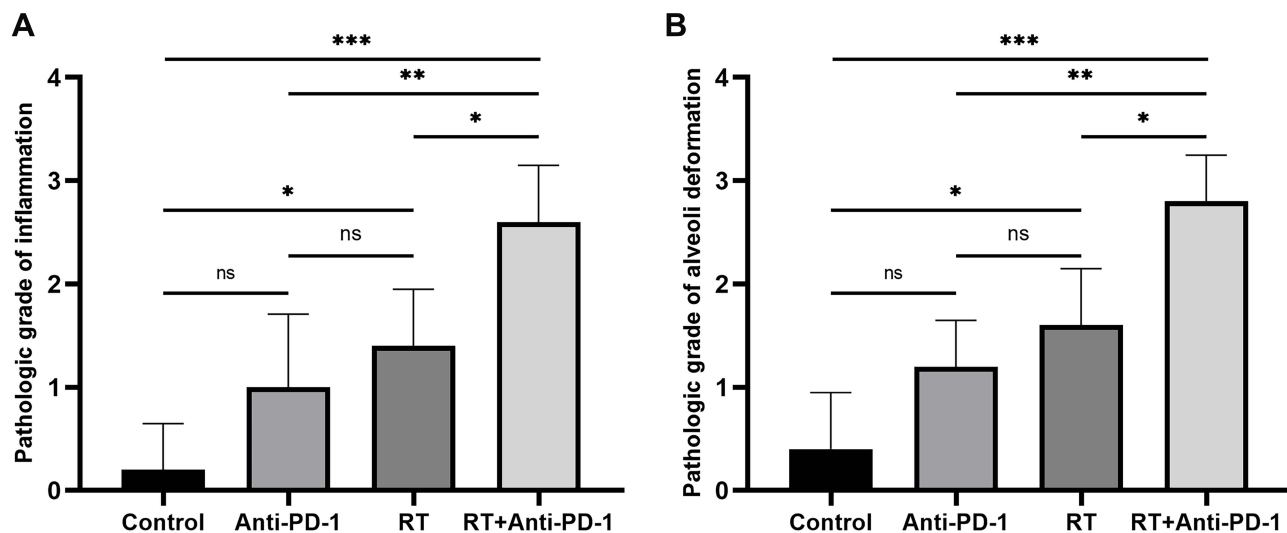 A
Pathologic grade of inflammation
4
3
2
1
0
***
**
*
*
ns
ns
Control
Anti-PD-1
RT
RT+Anti-PD-1
B
Pathologic grade of alveoli deformation
4
3
2
1
0
***
**
*
*
ns
ns
Control
Anti-PD-1
RT
RT+Anti-PD-1